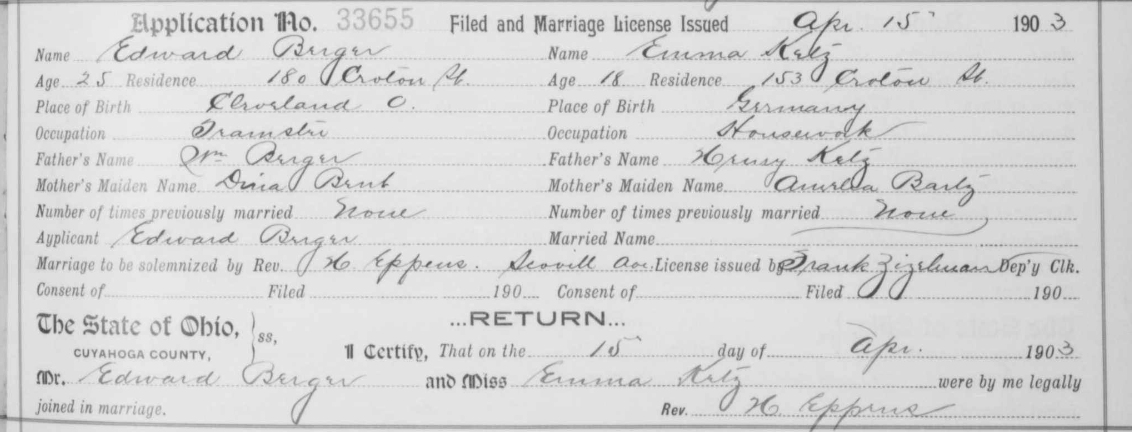 Application No. 33655 Filed and Marriage License Issued Apr. 15 1903
Name Edward Berger Name Emma Ketz
Age 25 Residence 180 Croton St. Age 18 Residence 153 Croton St.
Place of Birth Cleveland O. Place of Birth Germany
Occupation Teamster Occupation Housework
Father's Name Wm Berger Father's Name Henry Ketz
Mother's Maiden Name Dina Mother's Maiden Name Amelia Bartz
Number of times previously married None Number of times previously married None
Applicant Edward Berger Married Name
Marriage to be solemnized by Rev. H Eppens. Scovill Ave. License issued by Frank Zizelman Dep'y Clk.
Consent of Filed 190 Consent of Filed 190
The State of Ohio, ss, ...RETURN...
CUYAHOGA COUNTY, I Certify, That on the 15 day of Apr. 1903
Mr. Edward Berger and Miss Emma Ketz were by me legally
joined in marriage. Rev. H Eppens